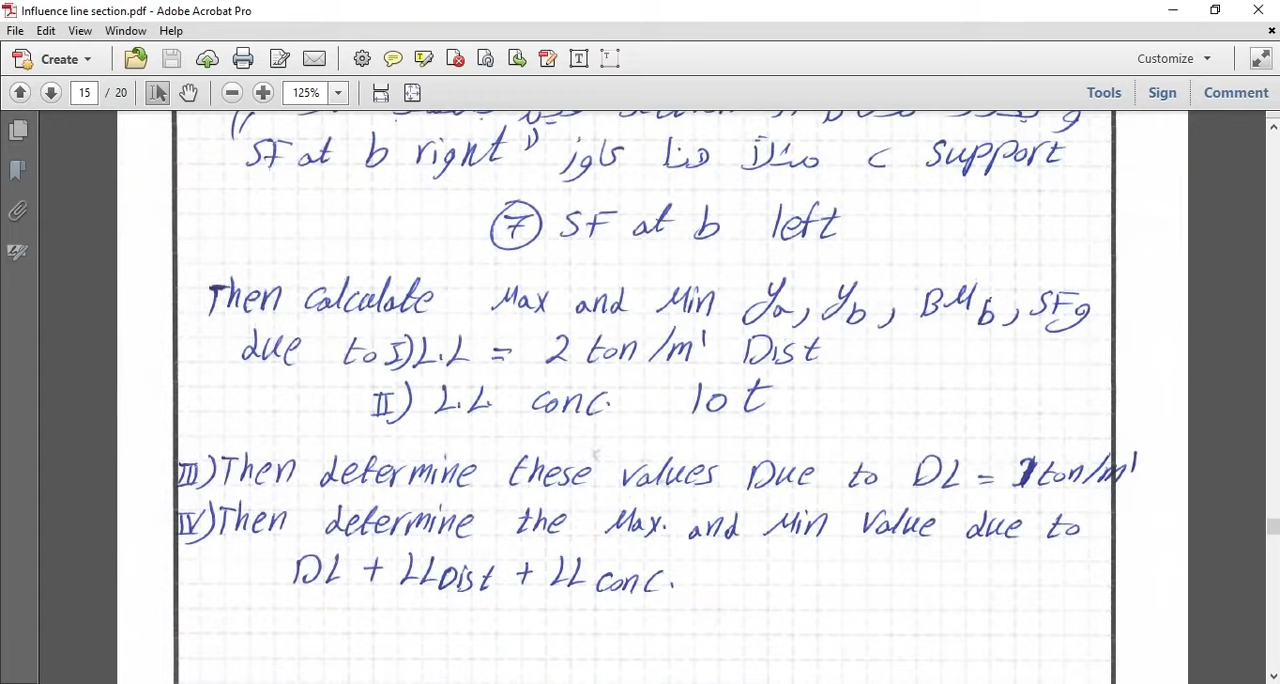 Influence line section.pdf - Adobe Acrobat Pro
File Edit View Window Help
Create Customize
15 / 20 125% Tools Sign Comment
SF at b right مثلاً هنا support c
⑦ SF at b left
Then calculate Max and Min Ya, Yb, BMb, SFg
due to I) L.L = 2 ton/m' Dist
II) L.L. conc. 10 t
III) Then determine these values Due to DL = 1 ton/m'
IV) Then determine the Max. and Min value due to
DL + LL Dist + LL conc.